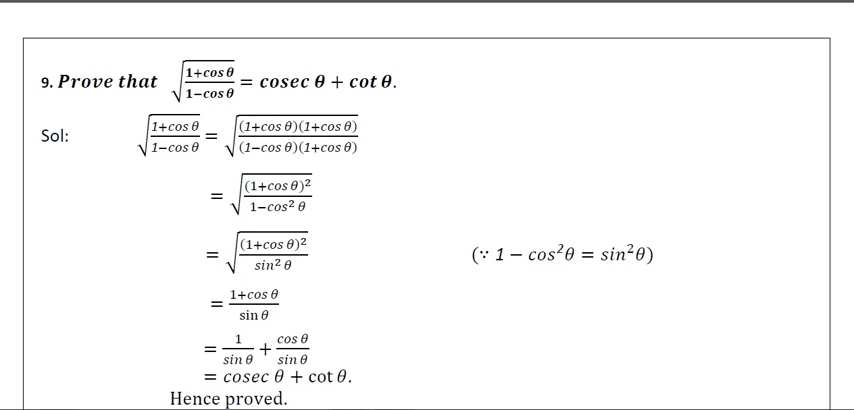 9. Prove that √((1+cos θ)/(1−cos θ)) = cosec θ + cot θ.
Sol: √((1+cos θ)/(1−cos θ)) = √((1+cos θ)(1+cos θ)/(1−cos θ)(1+cos θ))
= √((1+cos θ)²/(1−cos² θ))
= √((1+cos θ)²/sin² θ) (∵ 1 − cos²θ = sin²θ)
= (1+cos θ)/(sin θ)
= 1/(sin θ) + (cos θ)/(sin θ)
= cosec θ + cot θ.
Hence proved.